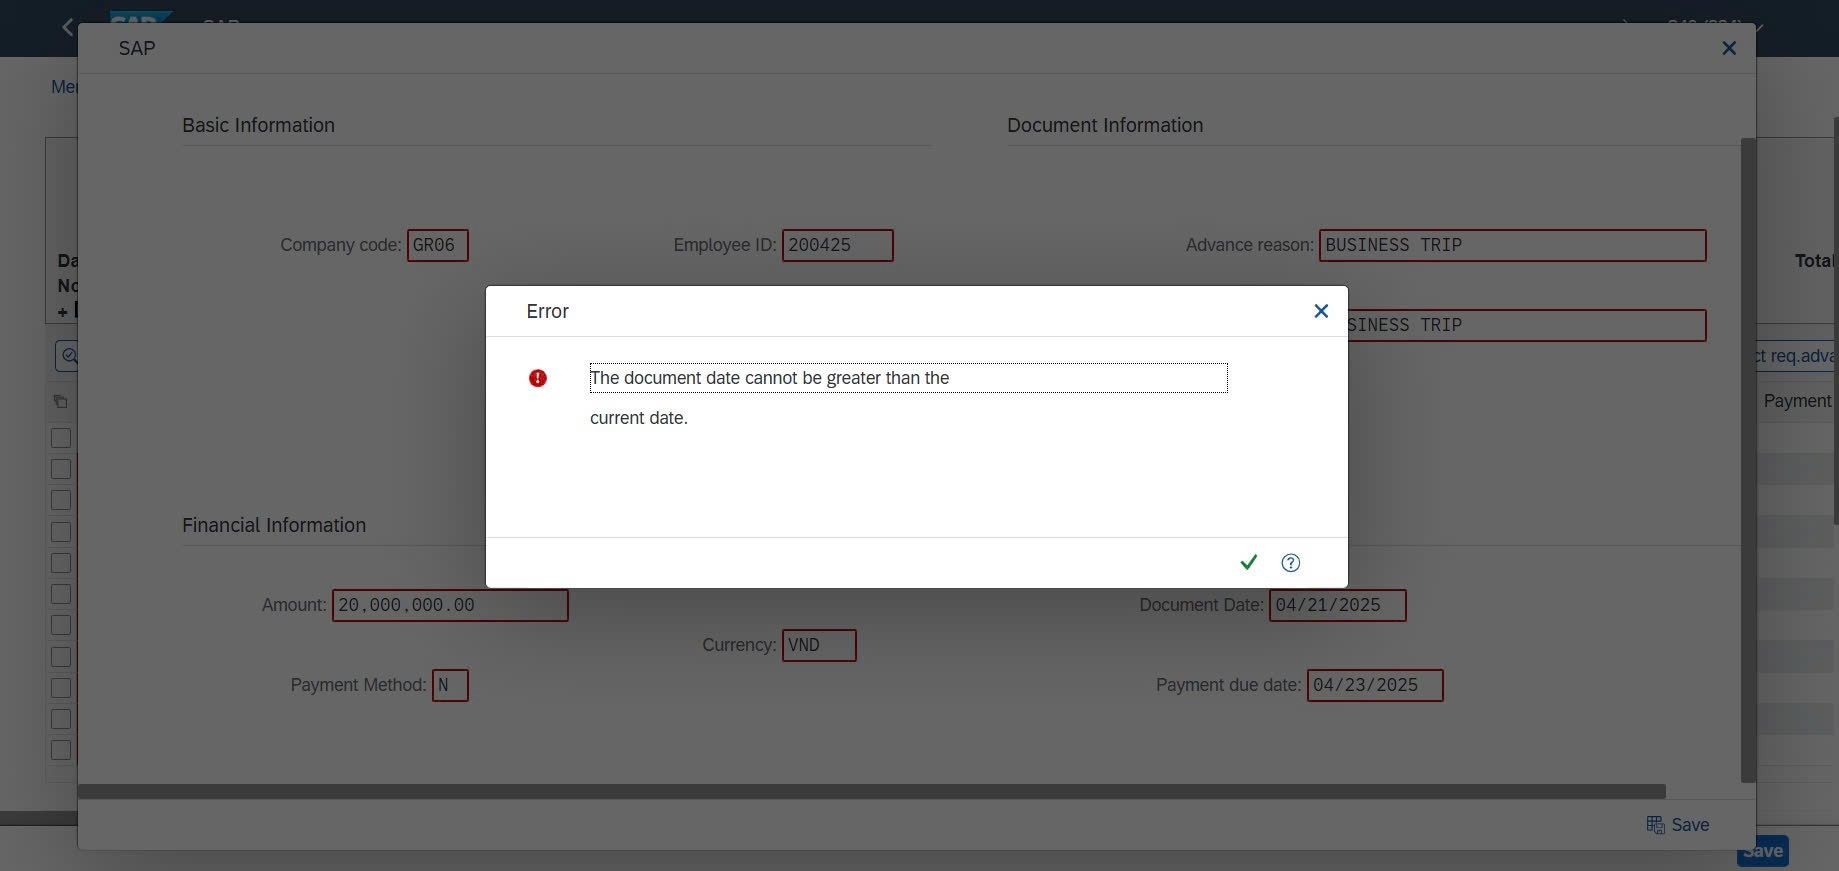 SAP
Basic Information
Document Information
Company code: GR06
Employee ID: 200425
Advance reason: BUSINESS TRIP
Total
Error
SINESS TRIP
The document date cannot be greater than the
current date.
req.adva
Payment
Financial Information
Amount: 20,000,000.00
Document Date: 04/21/2025
Currency: VND
Payment Method: N
Payment due date: 04/23/2025
Save
Save